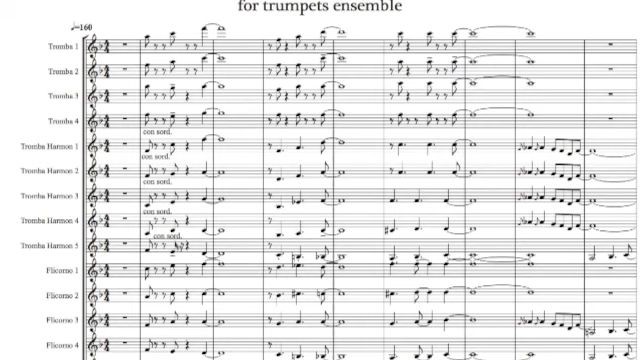 for trumpets ensemble
♩=160
Tromba 1
Tromba 2
Tromba 3
Tromba 4
con sord.
Tromba Harmon 1
con sord.
Tromba Harmon 2
con sord.
Tromba Harmon 3
con sord.
Tromba Harmon 4
con sord.
Tromba Harmon 5
Flicorno 1
Flicorno 2
Flicorno 3
Flicorno 4